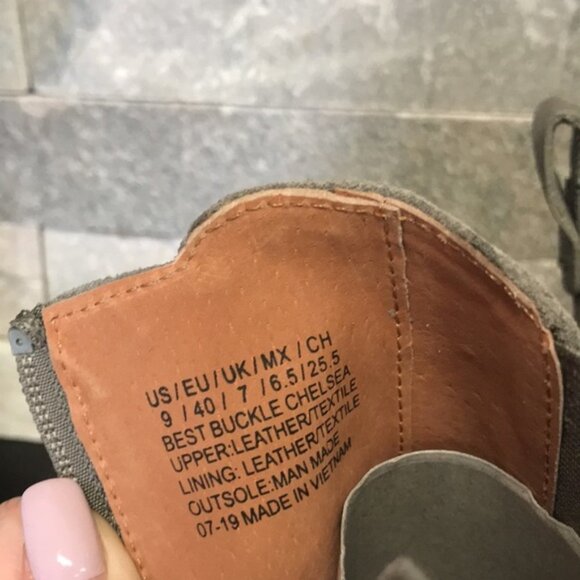 US/EU/UK/MX/CH
9/40/7/6.5/25.5
BEST BUCKLE CHELSEA
UPPER:LEATHER/TEXTILE
LINING: LEATHER/TEXTILE
OUTSOLE:MAN MADE
07-19 MADE IN VIETNAM